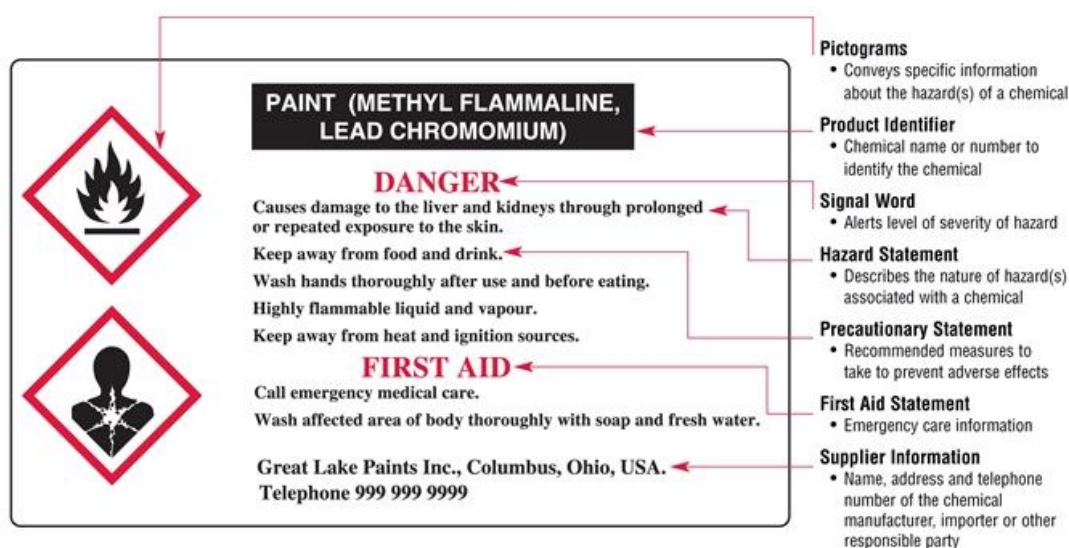 PAINT (METHYL FLAMMALINE,
LEAD CHROMOMIUM)
DANGER
Causes damage to the liver and kidneys through prolonged
or repeated exposure to the skin.
Keep away from food and drink.
Wash hands thoroughly after use and before eating.
Highly flammable liquid and vapour.
Keep away from heat and ignition sources.
FIRST AID
Call emergency medical care.
Wash affected area of body thoroughly with soap and fresh water.
Great Lake Paints Inc., Columbus, Ohio, USA.
Telephone 999 999 9999
Pictograms
• Conveys specific information
about the hazard(s) of a chemical
Product Identifier
• Chemical name or number to
identify the chemical
Signal Word
• Alerts level of severity of hazard
Hazard Statement
• Describes the nature of hazard(s)
associated with a chemical
Precautionary Statement
• Recommended measures to
take to prevent adverse effects
First Aid Statement
• Emergency care information
Supplier Information
• Name, address and telephone
number of the chemical
manufacturer, importer or other
responsible party